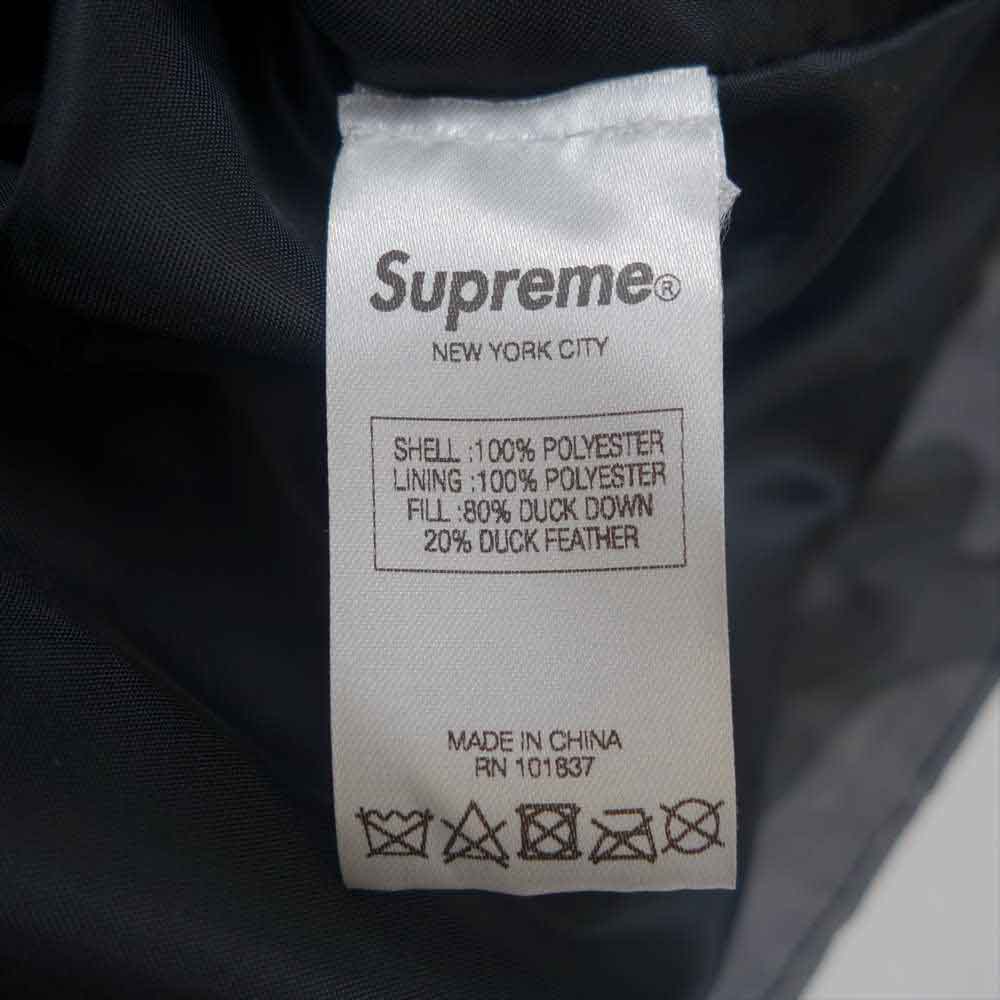 Supreme®
NEW YORK CITY
SHELL :100% POLYESTER
LINING :100% POLYESTER
FILL :80% DUCK DOWN
20% DUCK FEATHER
MADE IN CHINA
RN 101837